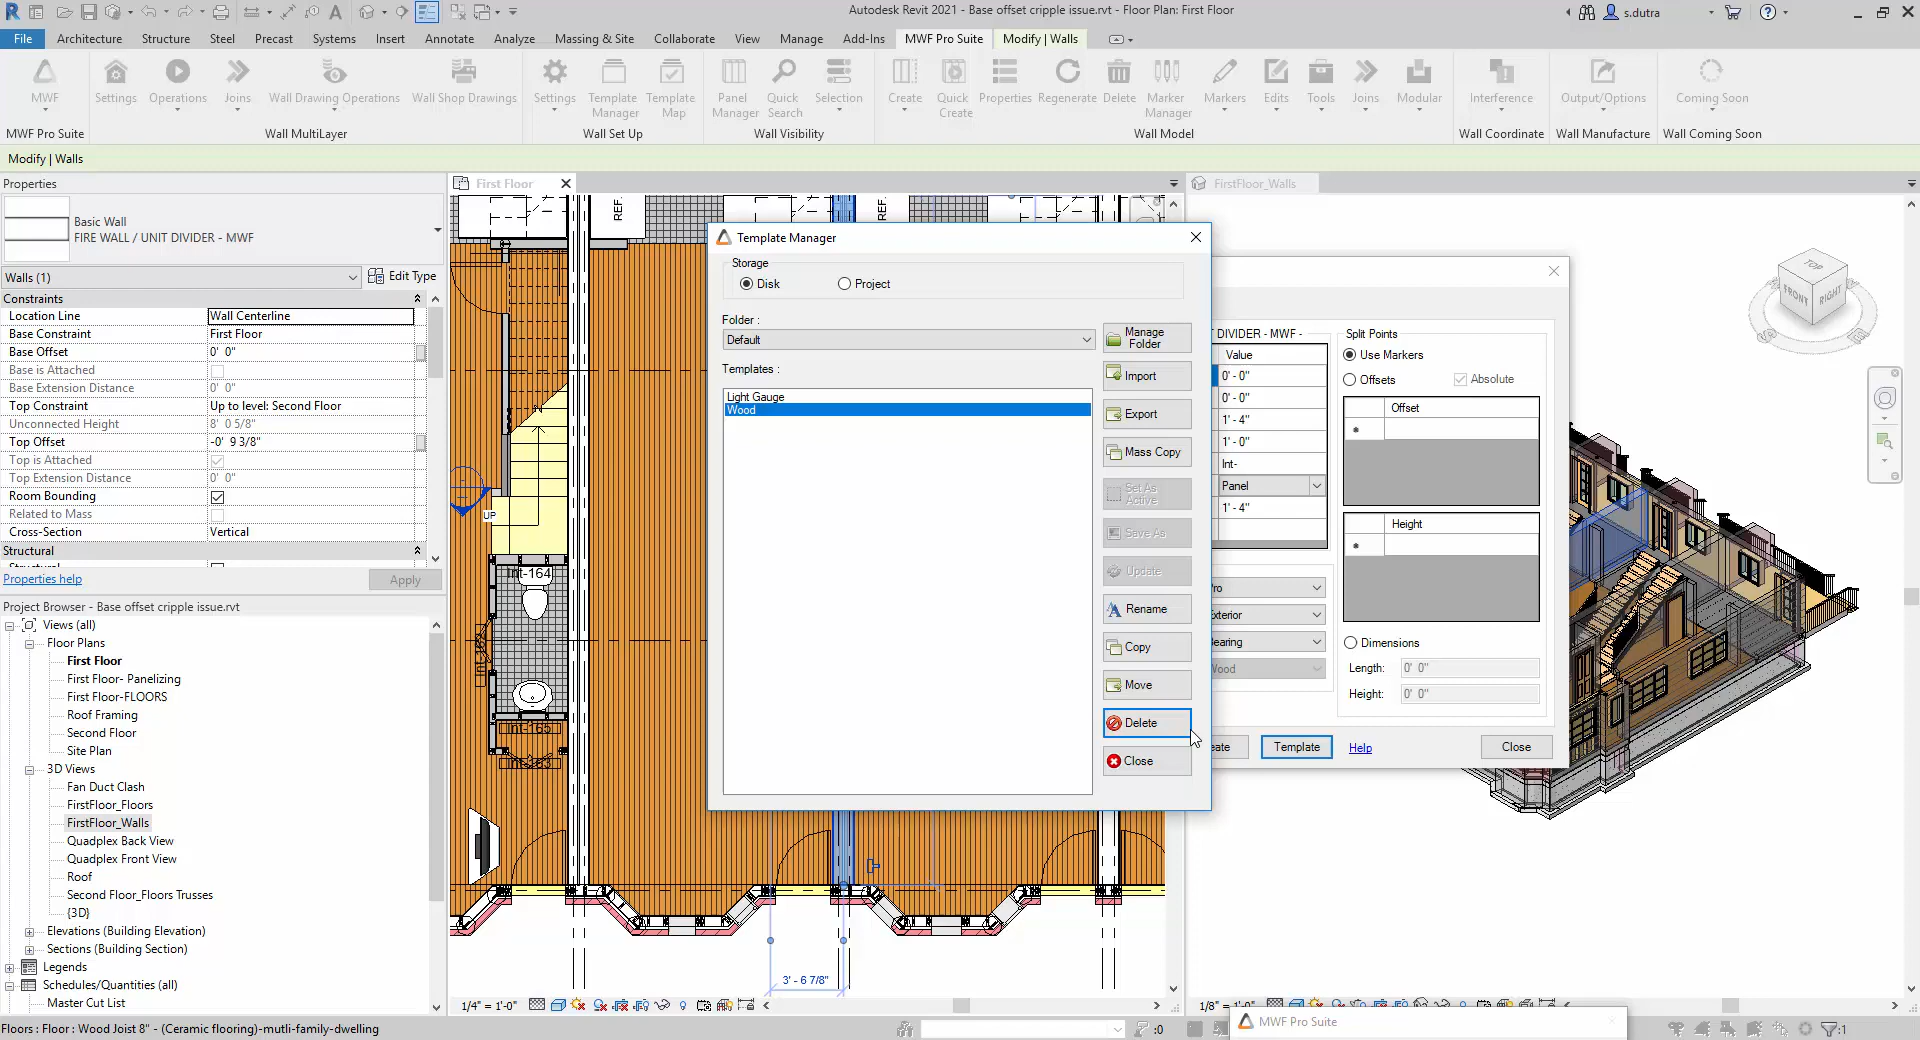 Autodesk Revit 2021 - Base offset cripple issue.rvt - Floor Plan: First Floor
s.dutra
File Architecture Structure Steel Precast Systems Insert Annotate Analyze Massing & Site Collaborate View Manage Add-Ins MWF Pro Suite Modify | Walls
MWF Settings Operations Joins Wall Drawing Operations Wall Shop Drawings Settings Template Manager Template Map Panel Manager Quick Search Selection Create Quick Create Properties Regenerate Delete Marker Manager Markers Edits Tools Joins Modular Interference Output/Options Coming Soon
MWF Pro Suite Wall MultiLayer Wall Set Up Wall Visibility Wall Model Wall Coordinate Wall Manufacture Wall Coming Soon
Modify | Walls
Properties
Basic Wall
FIRE WALL / UNIT DIVIDER - MWF
Walls (1) Edit Type
Constraints
Location Line Wall Centerline
Base Constraint First Floor
Base Offset 0' 0"
Base is Attached
Base Extension Distance 0' 0"
Top Constraint Up to level: Second Floor
Unconnected Height 8' 0 5/8"
Top Offset -0' 9 3/8"
Top is Attached
Top Extension Distance 0' 0"
Room Bounding
Related to Mass
Cross-Section Vertical
Structural
Properties help Apply
Project Browser - Base offset cripple issue.rvt
Views (all)
Floor Plans
First Floor
First Floor- Panelizing
First Floor-FLOORS
Roof Framing
Second Floor
Site Plan
3D Views
Fan Duct Clash
FirstFloor_Floors
FirstFloor_Walls
Quadplex Back View
Quadplex Front View
Roof
Second Floor_Floors Trusses
{3D}
Elevations (Building Elevation)
Sections (Building Section)
Legends
Schedules/Quantities (all)
Master Cut List
Floors : Floor : Wood Joist 8" - (Ceramic flooring)-mutli-family-dwelling
First Floor
REF.
REF.
UP
Int-164
Int-165
Int-163
3' - 6 7/8"
1/4" = 1'-0"
Template Manager
Storage
Disk Project
Folder :
Default
Manage Folder
Templates :
Light Gauge
Wood
Import
Export
Mass Copy
Set As Active
Save As
Update
Rename
Copy
Move
Delete
Close
FirstFloor_Walls
DIVIDER - MWF -
Value
0' - 0"
0' - 0"
1' - 4"
1' - 0"
Int-
Panel
1' - 4"
Pro
Exterior
Bearing
Wood
Split Points
Use Markers
Offsets Absolute
Offset
Height
Dimensions
Length: 0' 0"
Height: 0' 0"
eate Template Help Close
TOP
FRONT RIGHT
1/8" = 1'-0"
MWF Pro Suite
:0
:1